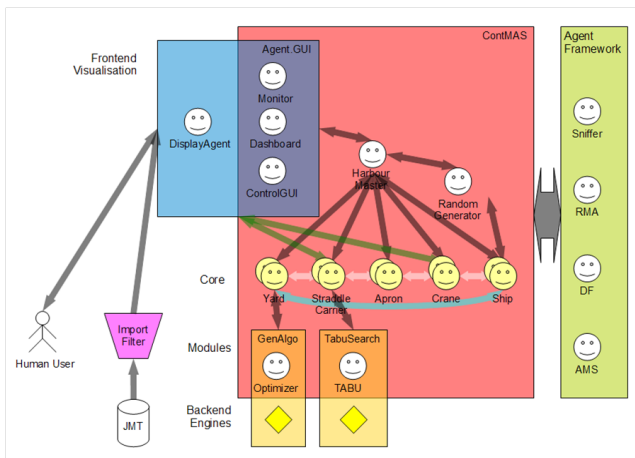 ContMAS
Agent
Framework
Agent.GUI
Frontend
Visualisation
Monitor
DisplayAgent
Dashboard
ControlGUI
Harbour
Master
Random
Generator
Sniffer
RMA
DF
AMS
Core
Yard
Straddle
Carrier
Apron
Crane
Ship
Human User
Import
Filter
JMT
Modules
GenAlgo
Optimizer
TabuSearch
TABU
Backend
Engines